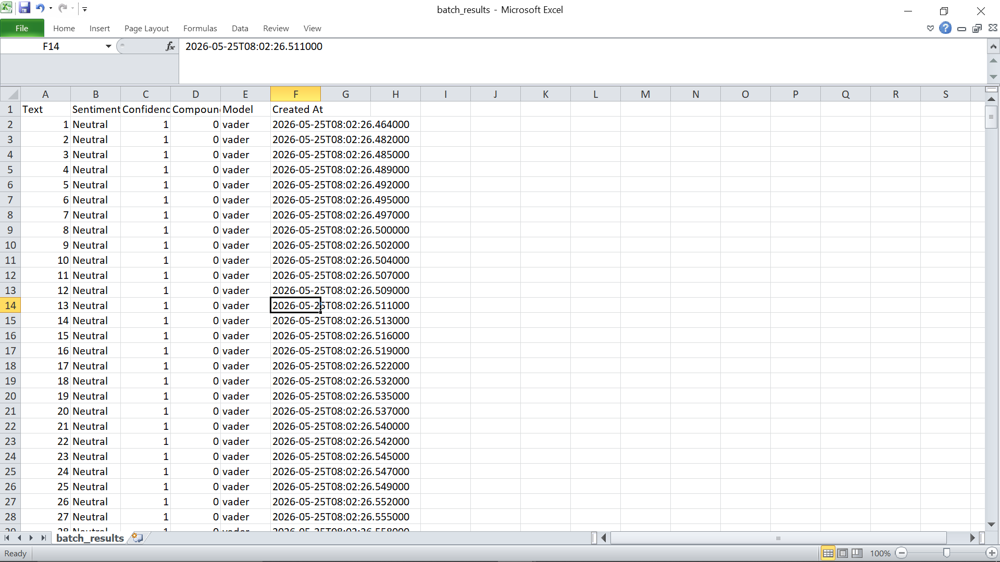 batch_results - Microsoft Excel
File Home Insert Page Layout Formulas Data Review View
F14 fx 2026-05-25T08:02:26.511000
A B C D E F G H I J K L M N O P Q R S
1 Text Sentiment Confidenc Compoun Model Created At
2 1 Neutral 1 0 vader 2026-05-25T08:02:26.464000
3 2 Neutral 1 0 vader 2026-05-25T08:02:26.482000
4 3 Neutral 1 0 vader 2026-05-25T08:02:26.485000
5 4 Neutral 1 0 vader 2026-05-25T08:02:26.489000
6 5 Neutral 1 0 vader 2026-05-25T08:02:26.492000
7 6 Neutral 1 0 vader 2026-05-25T08:02:26.495000
8 7 Neutral 1 0 vader 2026-05-25T08:02:26.497000
9 8 Neutral 1 0 vader 2026-05-25T08:02:26.500000
10 9 Neutral 1 0 vader 2026-05-25T08:02:26.502000
11 10 Neutral 1 0 vader 2026-05-25T08:02:26.504000
12 11 Neutral 1 0 vader 2026-05-25T08:02:26.507000
13 12 Neutral 1 0 vader 2026-05-25T08:02:26.509000
14 13 Neutral 1 0 vader 2026-05-25T08:02:26.511000
15 14 Neutral 1 0 vader 2026-05-25T08:02:26.513000
16 15 Neutral 1 0 vader 2026-05-25T08:02:26.516000
17 16 Neutral 1 0 vader 2026-05-25T08:02:26.519000
18 17 Neutral 1 0 vader 2026-05-25T08:02:26.522000
19 18 Neutral 1 0 vader 2026-05-25T08:02:26.532000
20 19 Neutral 1 0 vader 2026-05-25T08:02:26.535000
21 20 Neutral 1 0 vader 2026-05-25T08:02:26.537000
22 21 Neutral 1 0 vader 2026-05-25T08:02:26.540000
23 22 Neutral 1 0 vader 2026-05-25T08:02:26.542000
24 23 Neutral 1 0 vader 2026-05-25T08:02:26.545000
25 24 Neutral 1 0 vader 2026-05-25T08:02:26.547000
26 25 Neutral 1 0 vader 2026-05-25T08:02:26.549000
27 26 Neutral 1 0 vader 2026-05-25T08:02:26.552000
28 27 Neutral 1 0 vader 2026-05-25T08:02:26.555000
batch_results
Ready 100%